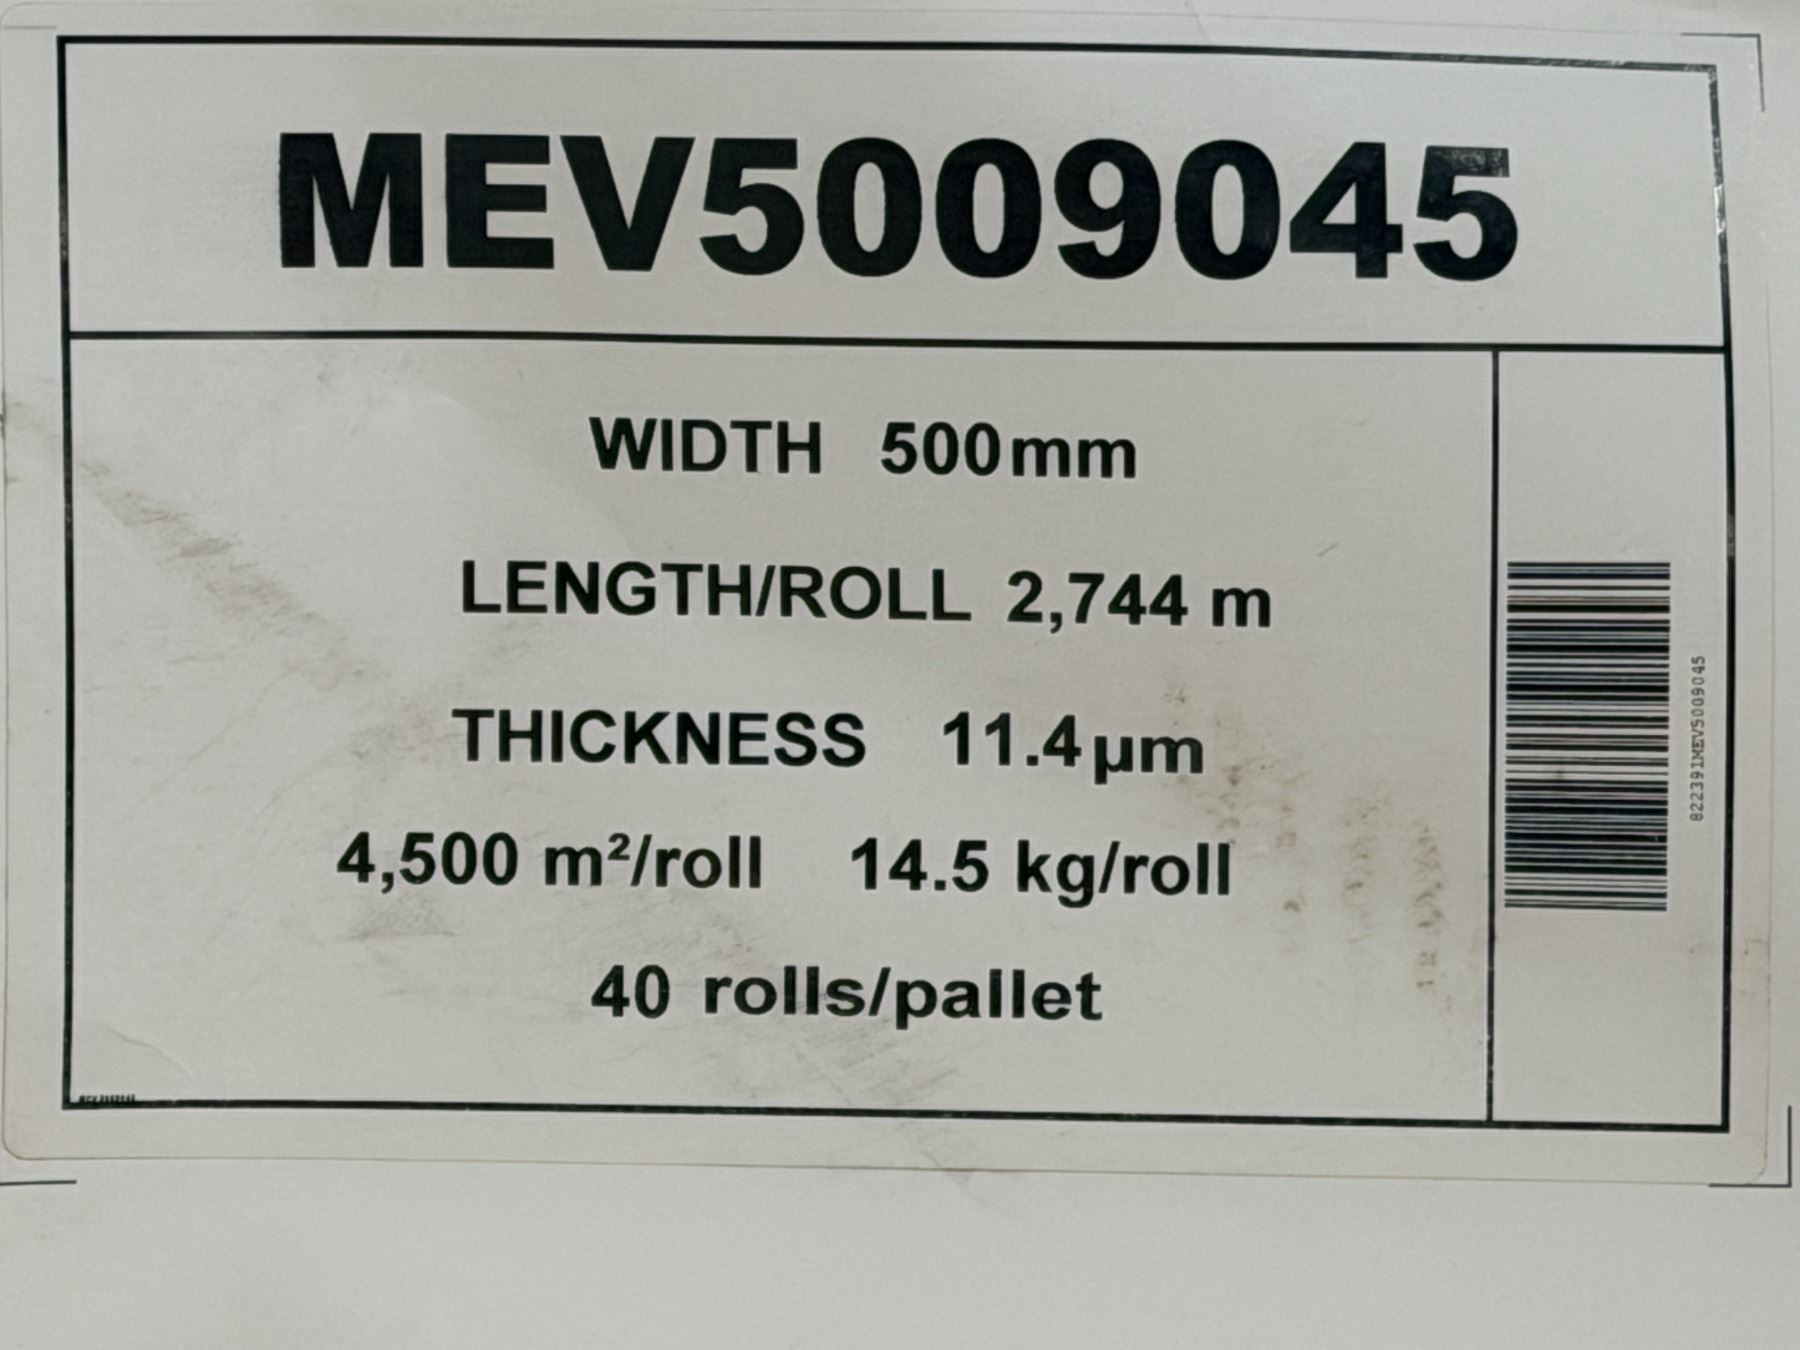 MEV5009045
WIDTH 500mm
LENGTH/ROLL 2,744 m
THICKNESS 11.4µm
4,500 m²/roll 14.5 kg/roll
40 rolls/pallet
822391MEV5009045